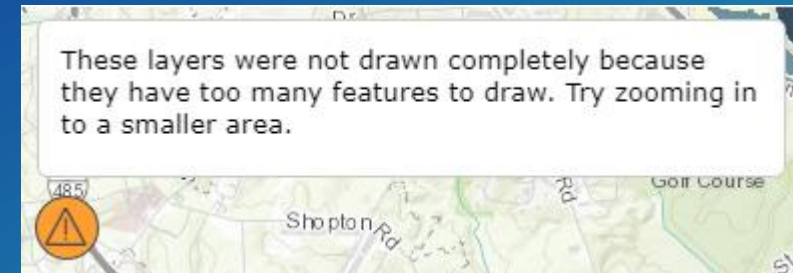 Dr
These layers were not drawn completely because
they have too many features to draw. Try zooming in
to a smaller area.
485
Rd
Golf Course
Shopton Rd